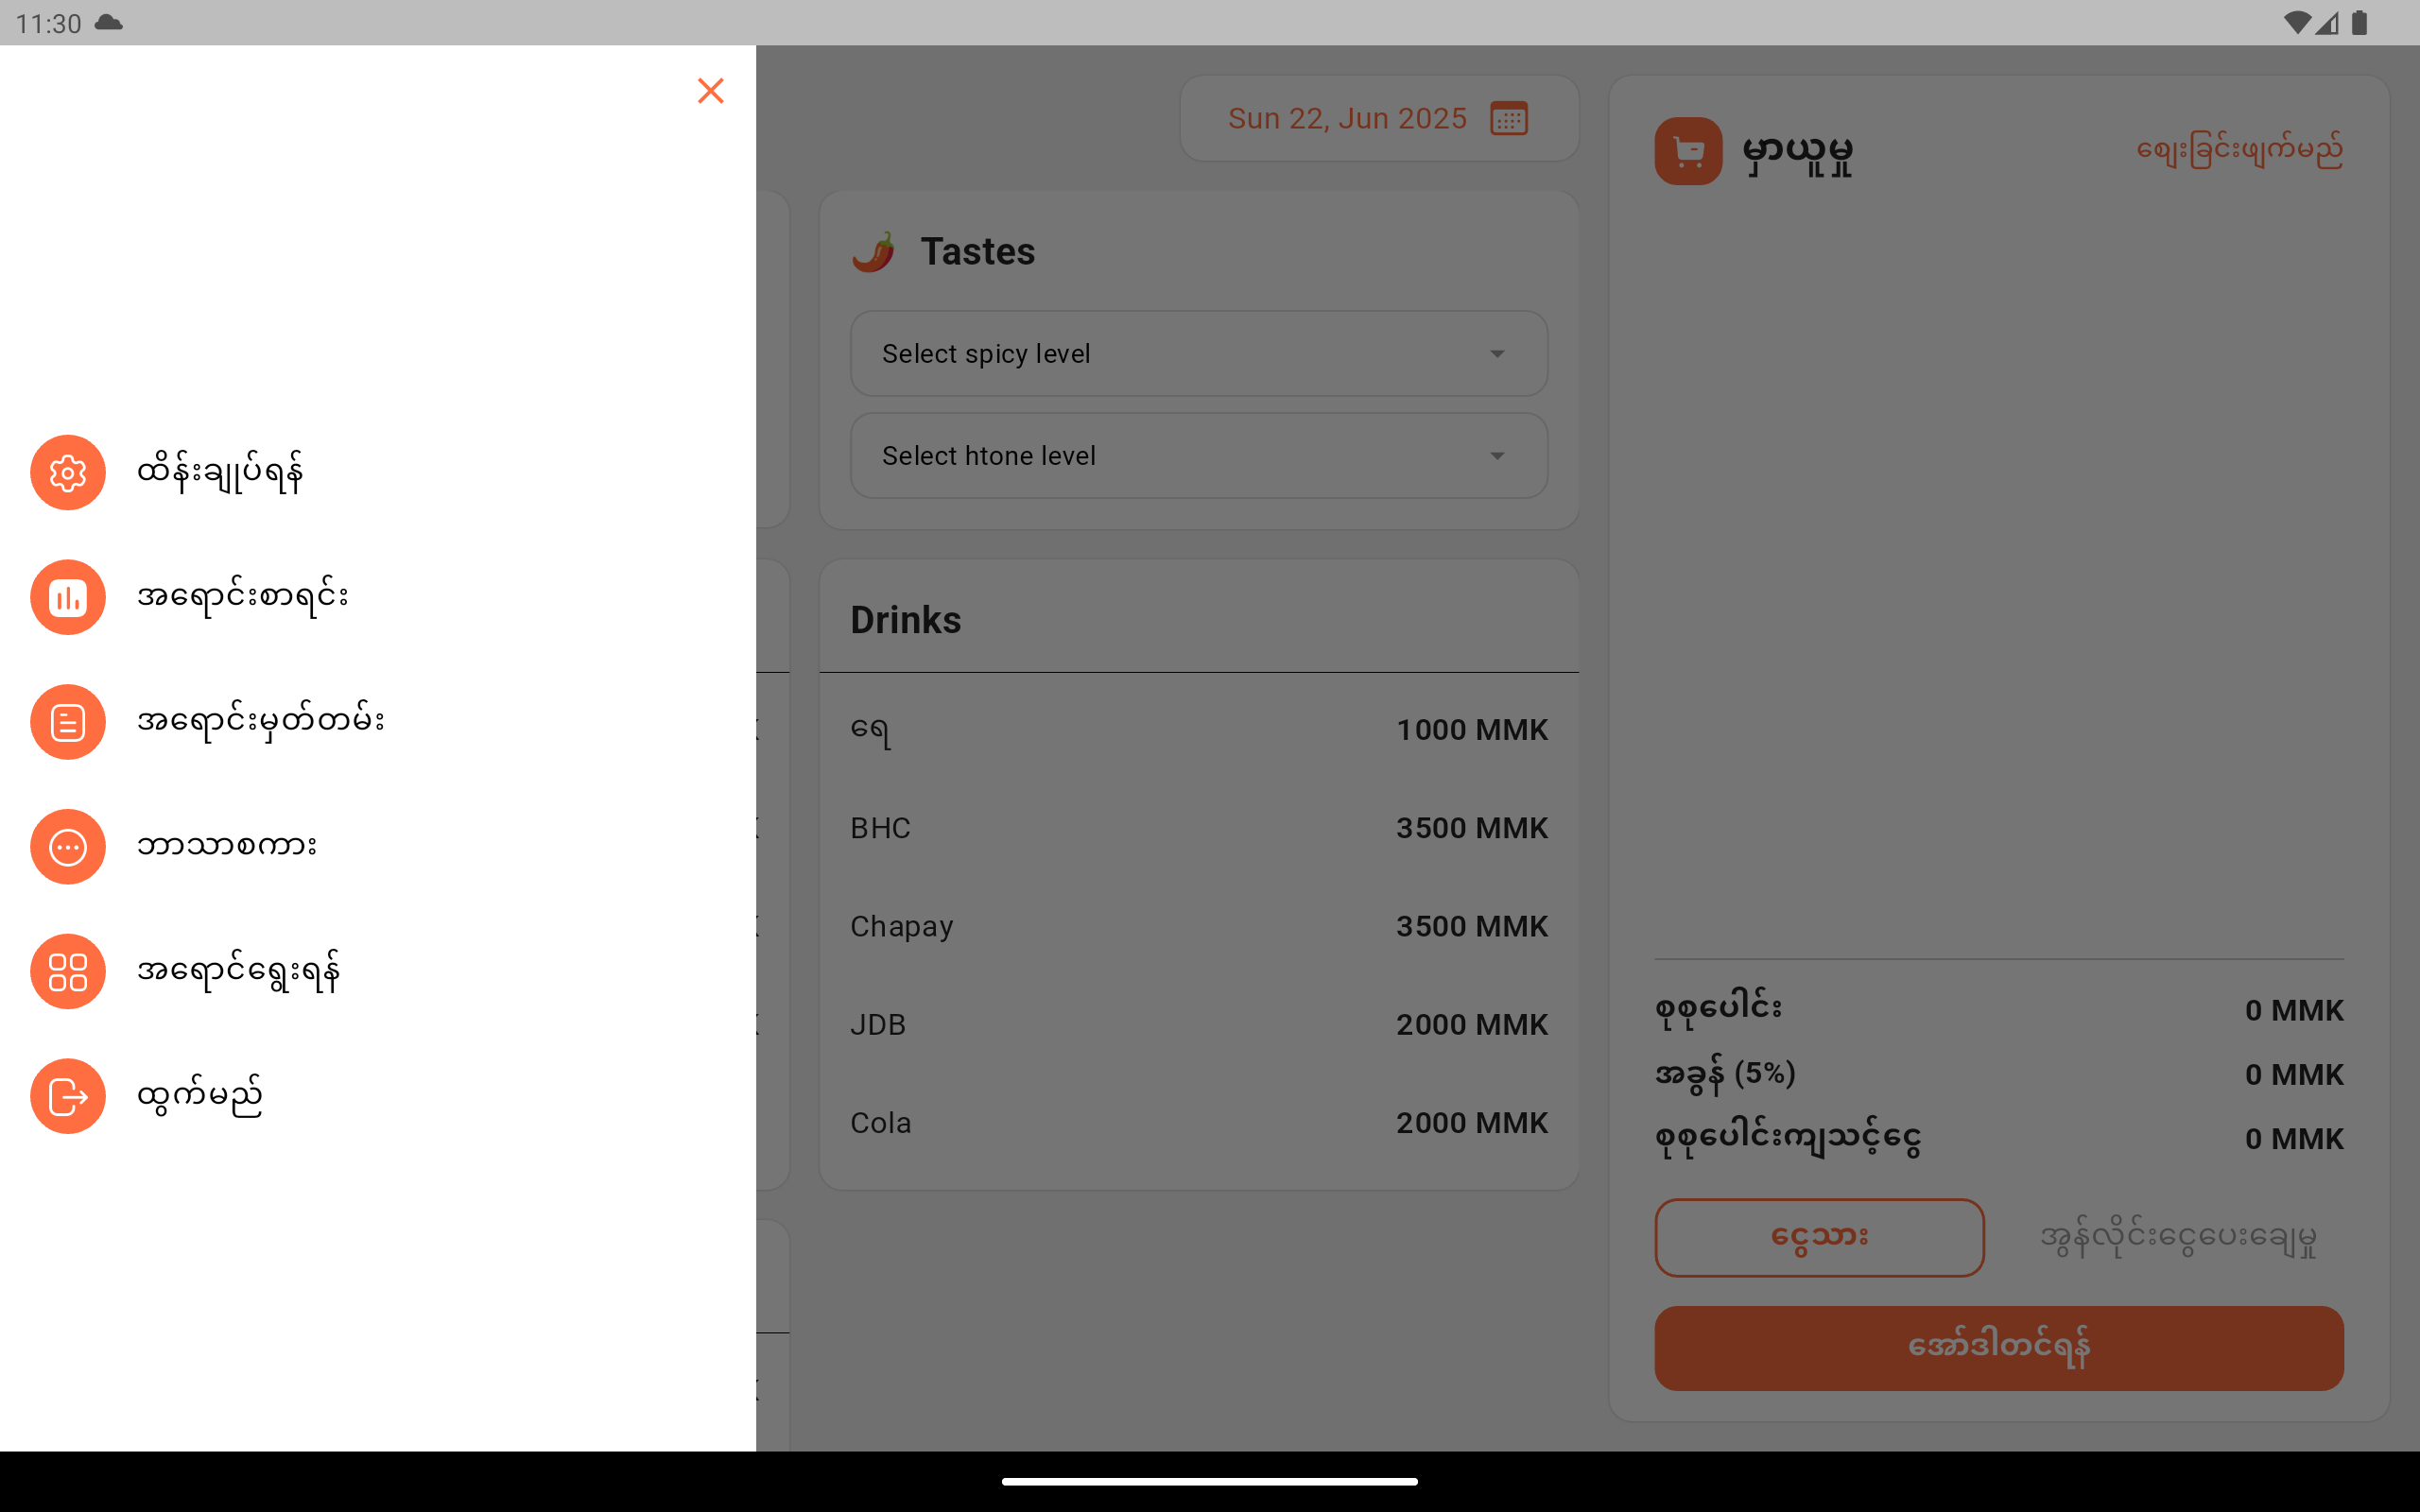 11:30
ထိန်းချုပ်ရန်
အရောင်းစာရင်း
အရောင်းမှတ်တမ်း
ဘာသာစကား
အရောင်ရွေးရန်
ထွက်မည်
Sun 22, Jun 2025
Tastes
Select spicy level
Select htone level
Drinks
ရေ 1000 MMK
BHC 3500 MMK
Chapay 3500 MMK
JDB 2000 MMK
Cola 2000 MMK
မှာယူမှု
ဈေးခြင်းဖျက်မည်
စုစုပေါင်း 0 MMK
အခွန် (5%) 0 MMK
စုစုပေါင်းကျသင့်ငွေ 0 MMK
ငွေသား
အွန်လိုင်းငွေပေးချေမှု
အော်ဒါတင်ရန်